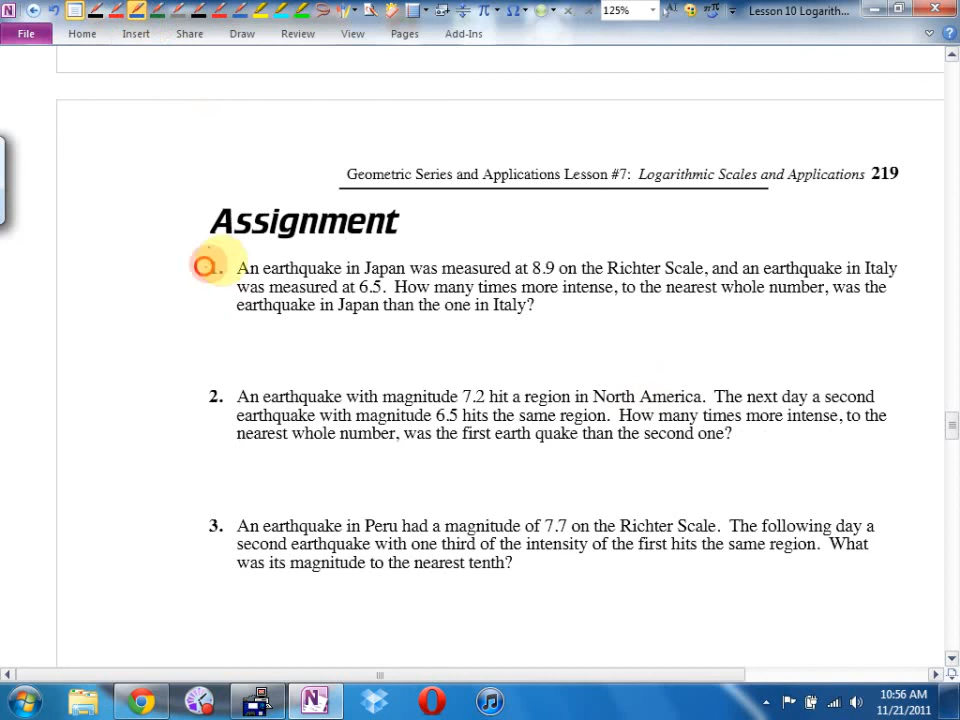 125%
Lesson 10 Logarith...
File Home Insert Share Draw Review View Pages Add-Ins
Geometric Series and Applications Lesson #7: Logarithmic Scales and Applications 219
Assignment
1. An earthquake in Japan was measured at 8.9 on the Richter Scale, and an earthquake in Italy
was measured at 6.5. How many times more intense, to the nearest whole number, was the
earthquake in Japan than the one in Italy?
2. An earthquake with magnitude 7.2 hit a region in North America. The next day a second
earthquake with magnitude 6.5 hits the same region. How many times more intense, to the
nearest whole number, was the first earth quake than the second one?
3. An earthquake in Peru had a magnitude of 7.7 on the Richter Scale. The following day a
second earthquake with one third of the intensity of the first hits the same region. What
was its magnitude to the nearest tenth?
10:56 AM
11/21/2011